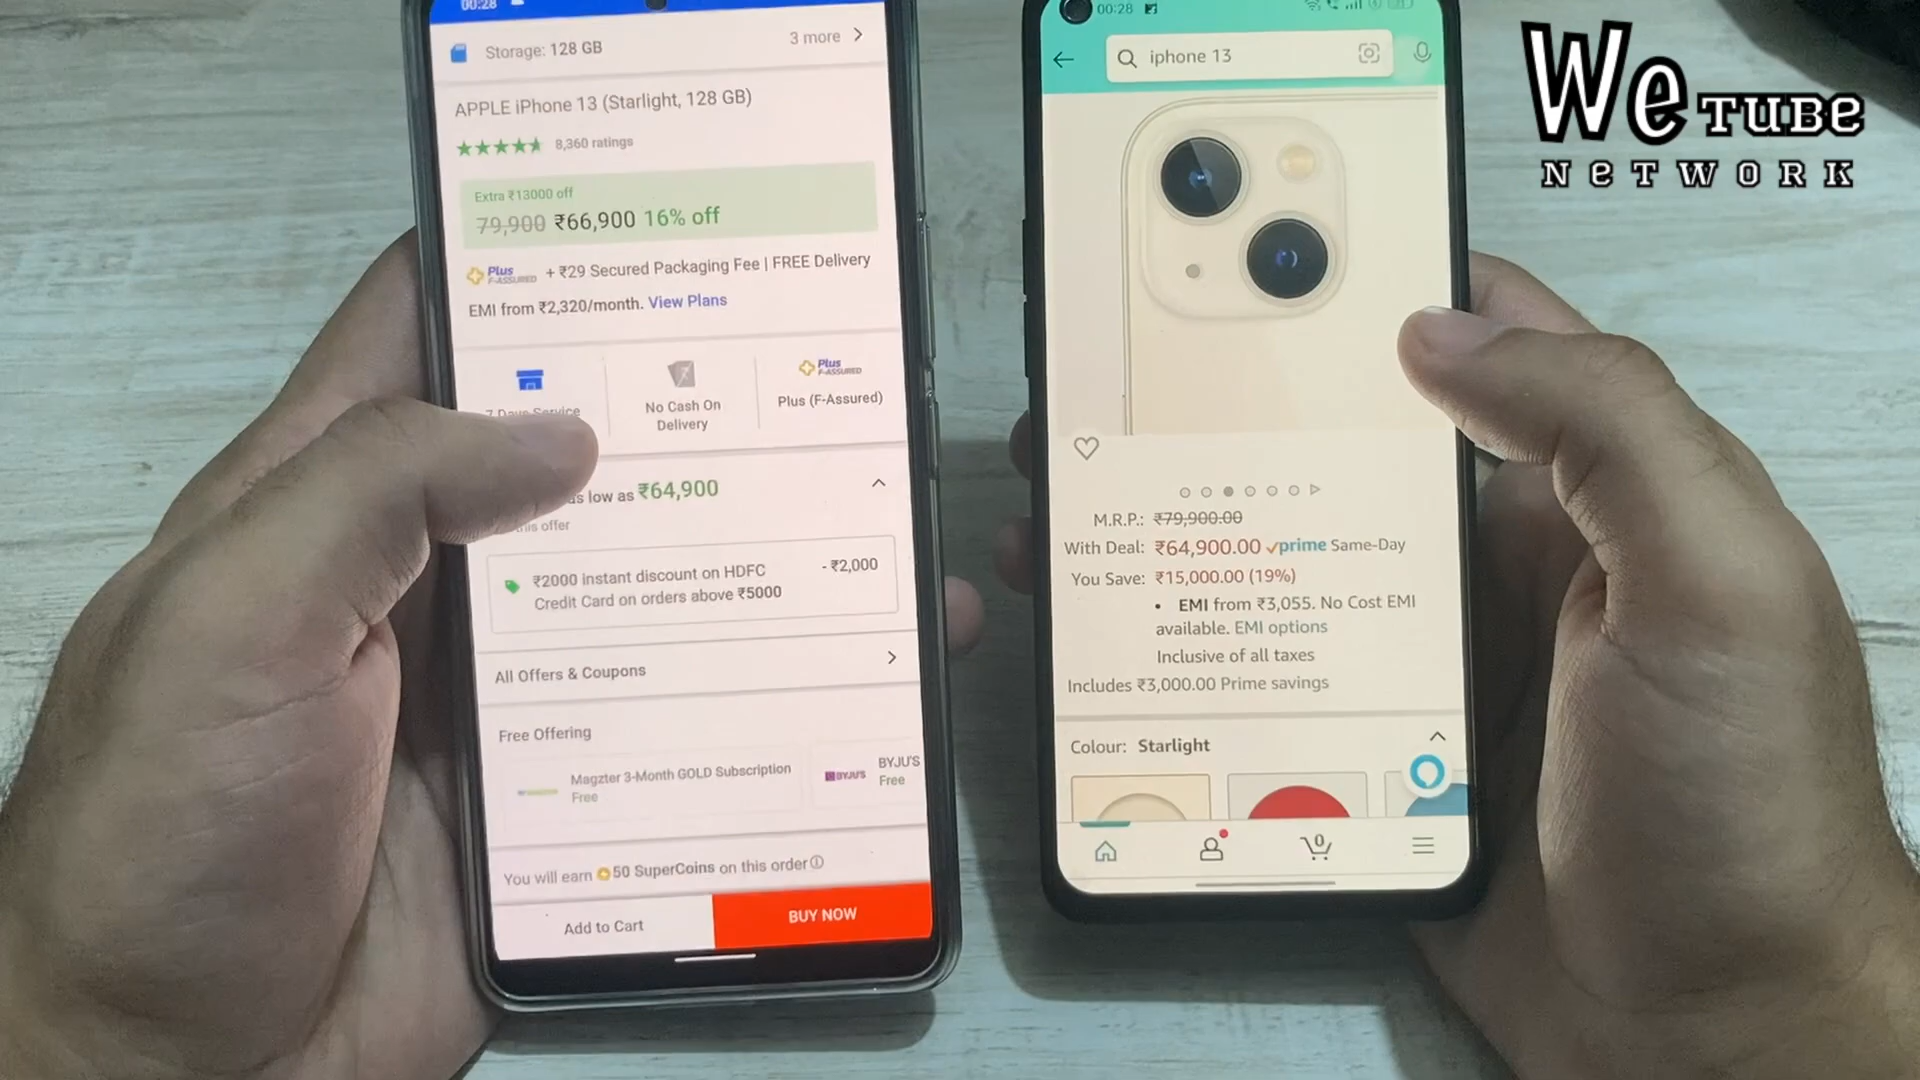 00:28
Storage: 128 GB
3 more
APPLE iPhone 13 (Starlight, 128 GB)
8,360 ratings
Extra ₹13000 off
79,900 ₹66,900 16% off
Plus
F-ASSURED
+ ₹29 Secured Packaging Fee | FREE Delivery
EMI from ₹2,320/month. View Plans
7 Days Service
No Cash On
Delivery
Plus
F-ASSURED
Plus (F-Assured)
as low as ₹64,900
this offer
₹2000 instant discount on HDFC
Credit Card on orders above ₹5000
- ₹2,000
All Offers & Coupons
Free Offering
Magzter 3-Month GOLD Subscription
Free
BYJU'S
BYJU'S
Free
You will earn 50 SuperCoins on this order
Add to Cart
BUY NOW
00:28
iphone 13
M.R.P.: ₹79,900.00
With Deal: ₹64,900.00 prime Same-Day
You Save: ₹15,000.00 (19%)
• EMI from ₹3,055. No Cost EMI
available. EMI options
Inclusive of all taxes
Includes ₹3,000.00 Prime savings
Colour: Starlight
0
We TUBE
NETWORK